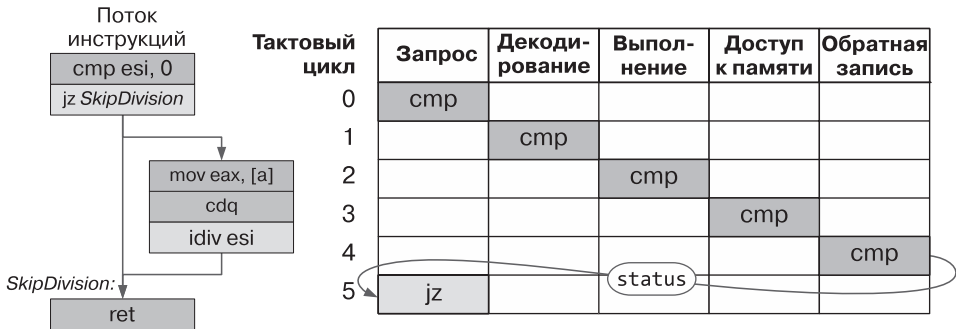 Поток
инструкций
cmp esi, 0
jz SkipDivision
mov eax, [a]
cdq
idiv esi
SkipDivision:
ret
Тактовый
цикл
Запрос
Декоди-
рование
Выпол-
нение
Доступ
к памяти
Обратная
запись
0
cmp
1
cmp
2
cmp
3
cmp
4
cmp
status
5
jz